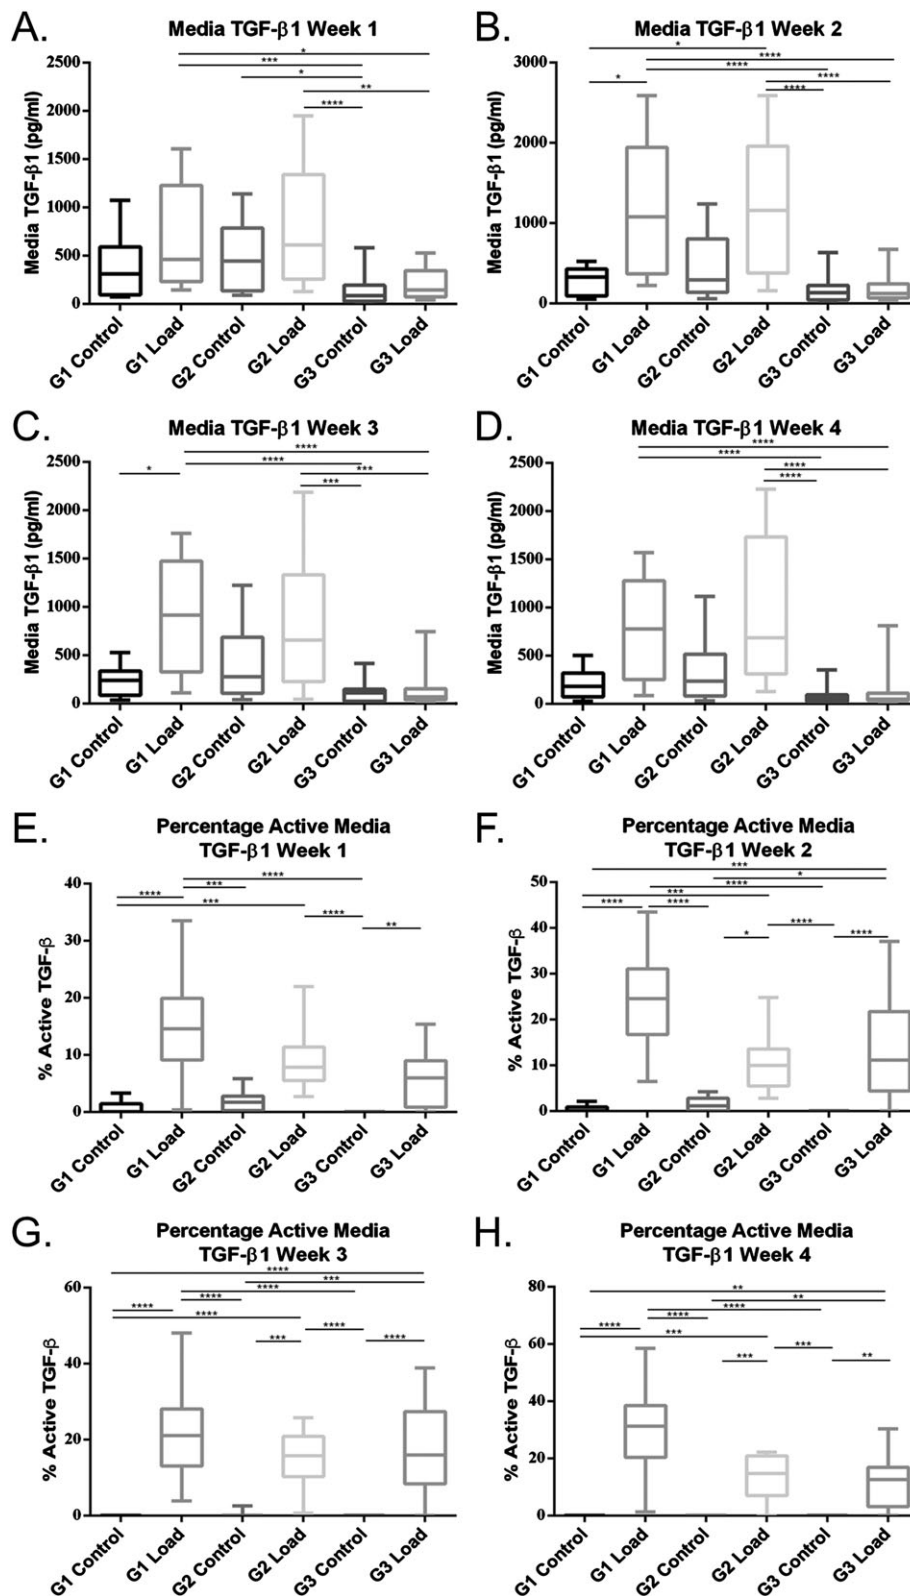 A.
Media TGF-β1 Week 1
Media TGF-β1 (pg/ml)
2500
2000
1500
1000
500
0
*
***
*
**
****
G1 Control
G1 Load
G2 Control
G2 Load
G3 Control
G3 Load
B.
Media TGF-β1 Week 2
Media TGF-β1 (pg/ml)
3000
2000
1000
0
*
****
****
*
****
****
G1 Control
G1 Load
G2 Control
G2 Load
G3 Control
G3 Load
C.
Media TGF-β1 Week 3
Media TGF-β1 (pg/ml)
2500
2000
1500
1000
500
0
****
****
*
***
***
G1 Control
G1 Load
G2 Control
G2 Load
G3 Control
G3 Load
D.
Media TGF-β1 Week 4
Media TGF-β1 (pg/ml)
2500
2000
1500
1000
500
0
****
****
****
****
G1 Control
G1 Load
G2 Control
G2 Load
G3 Control
G3 Load
E.
Percentage Active Media
TGF-β1 Week 1
% Active TGF-β
40
30
20
10
0
****
***
****
***
****
**
G1 Control
G1 Load
G2 Control
G2 Load
G3 Control
G3 Load
F.
Percentage Active Media
TGF-β1 Week 2
% Active TGF-β
50
40
30
20
10
0
***
*
****
***
****
****
****
*
****
G1 Control
G1 Load
G2 Control
G2 Load
G3 Control
G3 Load
G.
Percentage Active Media
TGF-β1 Week 3
% Active TGF-β
60
40
20
0
****
***
****
****
****
****
****
***
****
G1 Control
G1 Load
G2 Control
G2 Load
G3 Control
G3 Load
H.
Percentage Active Media
TGF-β1 Week 4
% Active TGF-β
80
60
40
20
0
**
**
****
****
****
***
***
***
**
G1 Control
G1 Load
G2 Control
G2 Load
G3 Control
G3 Load